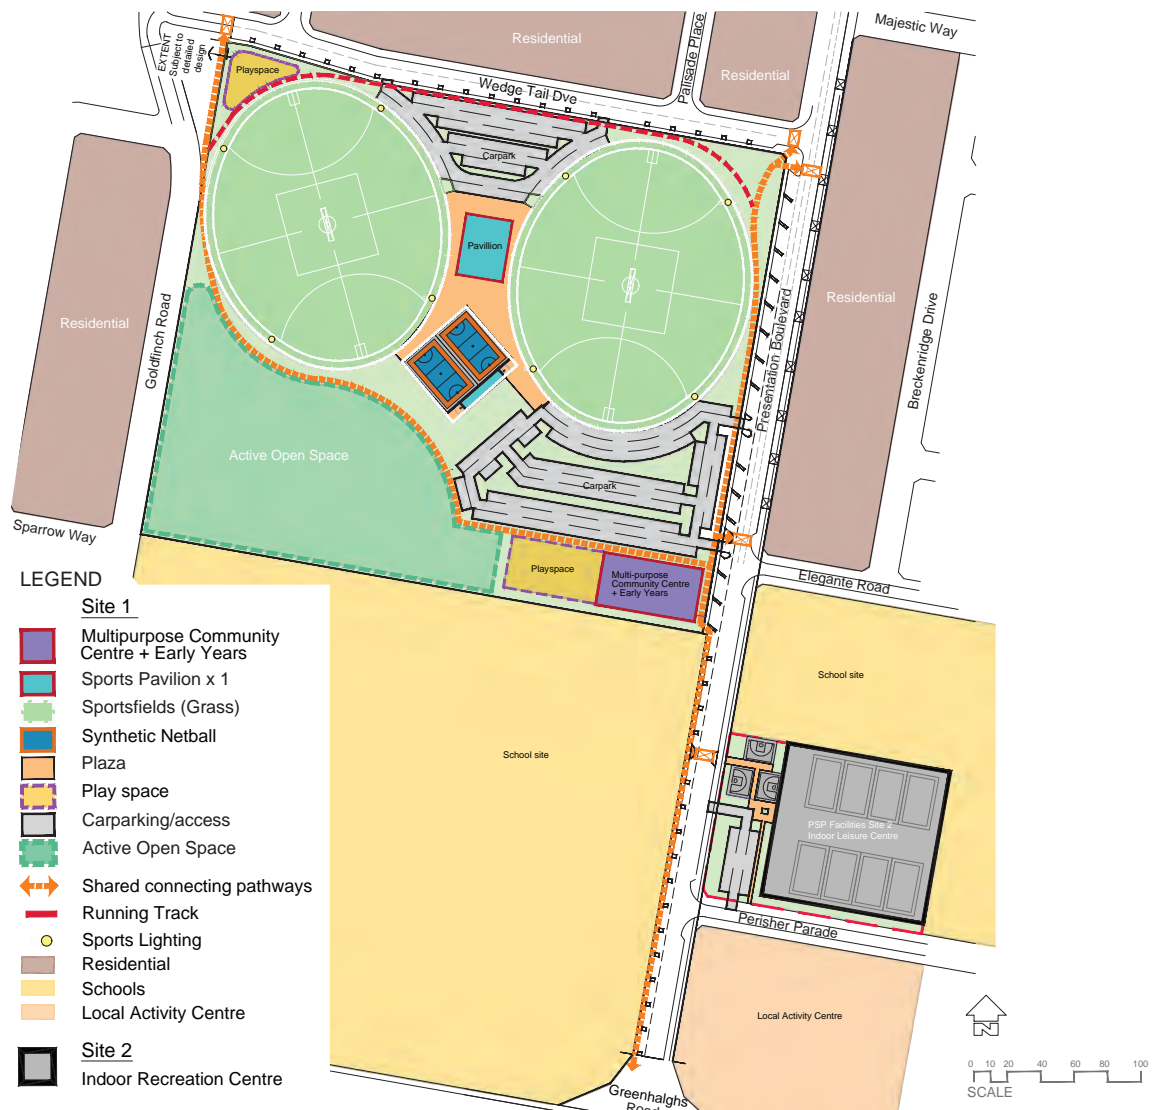 Majestic Way
Residential
Palisade Place
Residential
EXTENT
Subject to
detailed
design
Playspace
Wedge Tail Dve
Carpark
Pavillion
Residential
Goldfinch Road
Residential
Presentation Boulevard
Breckenridge Drive
Active Open Space
Carpark
Sparrow Way
Playspace
Multi-purpose
Community Centre
+ Early Years
Elegante Road
LEGEND
Site 1
Multipurpose Community
Centre + Early Years
Sports Pavilion x 1
Sportsfields (Grass)
Synthetic Netball
Plaza
Play space
Carparking/access
Active Open Space
Shared connecting pathways
Running Track
Sports Lighting
Residential
Schools
Local Activity Centre
Site 2
Indoor Recreation Centre
School site
School site
PSP Facilities Site 2
Indoor Leisure Centre
Perisher Parade
Local Activity Centre
Greenhalghs
Road
N
0 10 20 40 60 80 100
SCALE